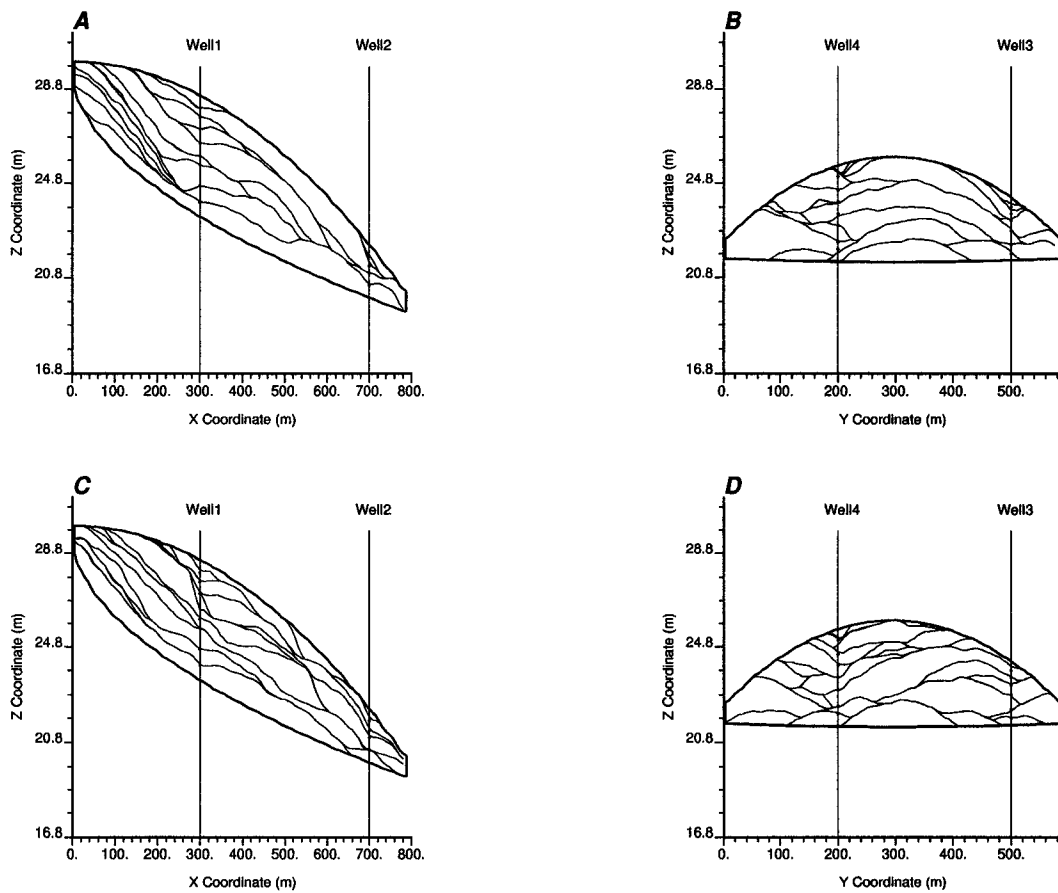 A
Well1
Well2
28.8
24.8
20.8
16.8
Z Coordinate (m)
0. 100. 200. 300. 400. 500. 600. 700. 800.
X Coordinate (m)
B
Well4
Well3
28.8
24.8
20.8
16.8
Z Coordinate (m)
0. 100. 200. 300. 400. 500.
Y Coordinate (m)
C
Well1
Well2
28.8
24.8
20.8
16.8
Z Coordinate (m)
0. 100. 200. 300. 400. 500. 600. 700. 800.
X Coordinate (m)
D
Well4
Well3
28.8
24.8
20.8
16.8
Z Coordinate (m)
0. 100. 200. 300. 400. 500.
Y Coordinate (m)